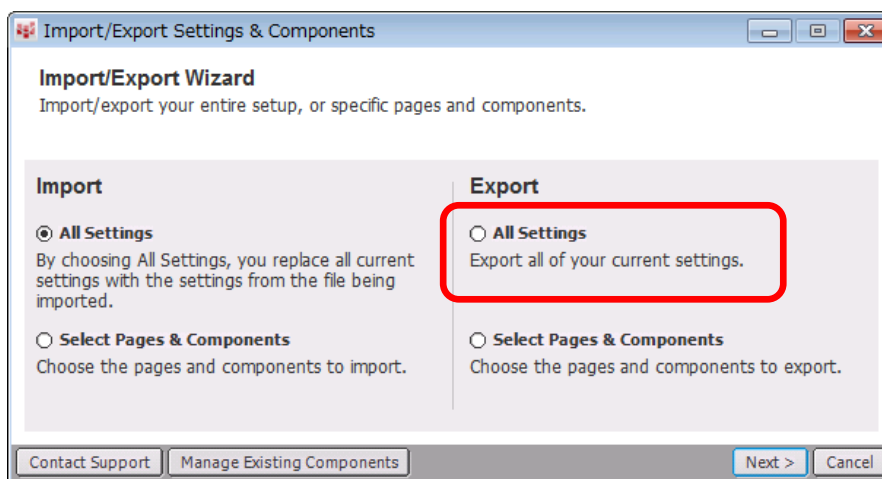 Import/Export Settings & Components
Import/Export Wizard
Import/export your entire setup, or specific pages and components.
Import
All Settings
By choosing All Settings, you replace all current
settings with the settings from the file being
imported.
Select Pages & Components
Choose the pages and components to import.
Export
All Settings
Export all of your current settings.
Select Pages & Components
Choose the pages and components to export.
Contact Support
Manage Existing Components
Next >
Cancel